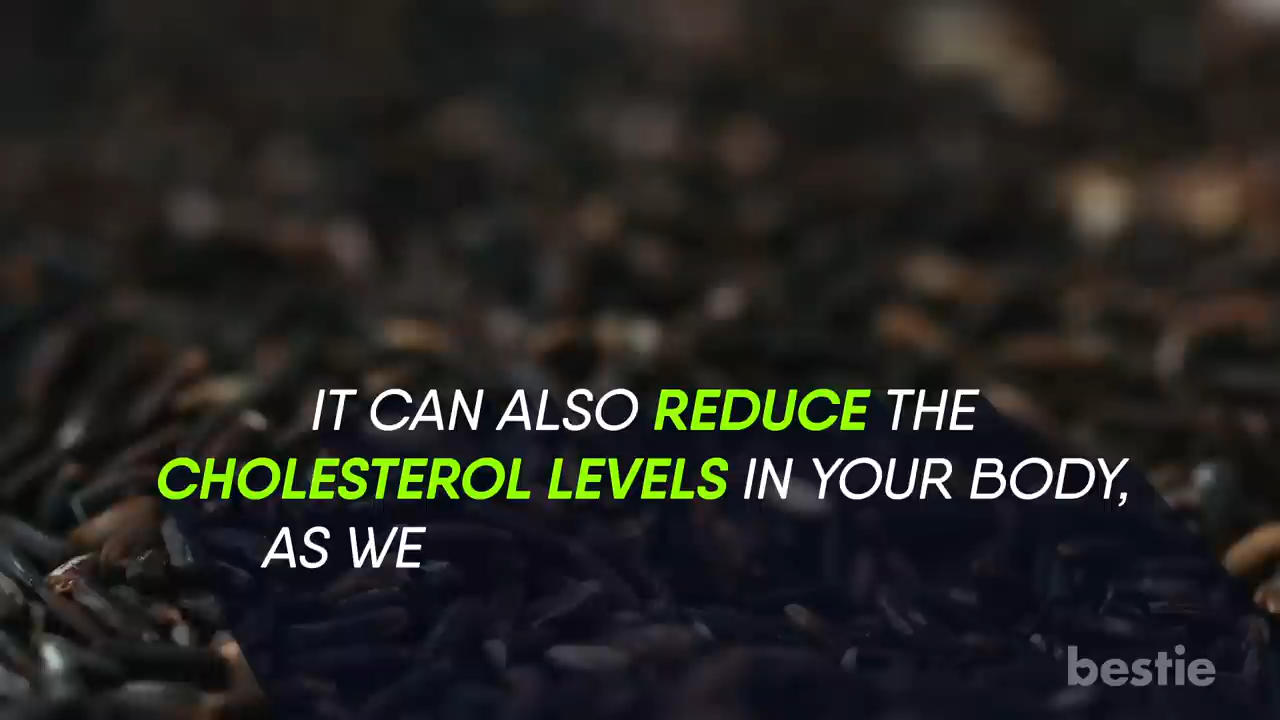 IT CAN ALSO REDUCE THE
CHOLESTEROL LEVELS IN YOUR BODY,
AS WE
bestie